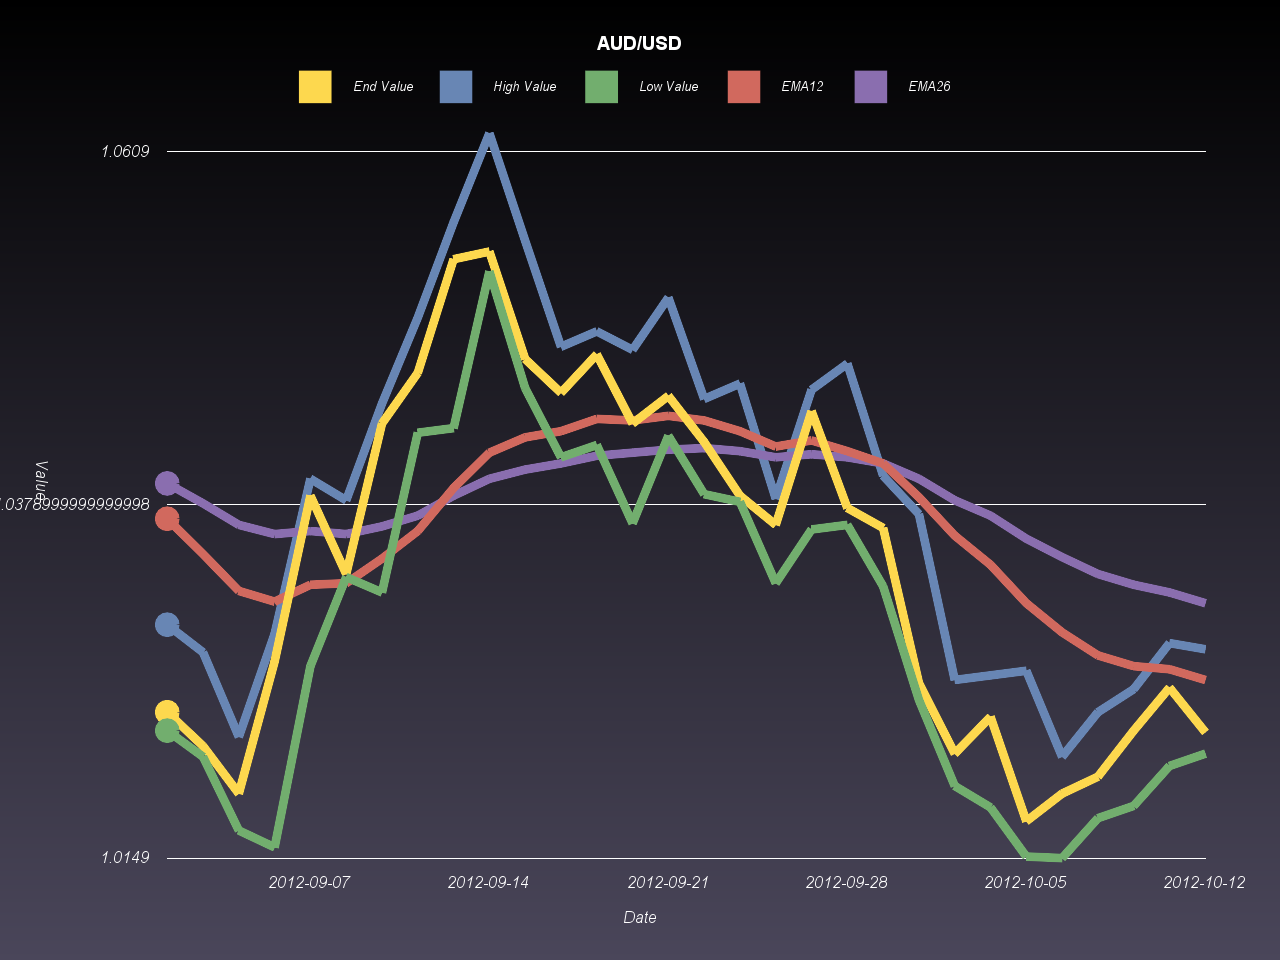 AUD/USD
End Value High Value Low Value EMA12 EMA26
1.0609
Value
.0378999999999998
1.0149
2012-09-07 2012-09-14 2012-09-21 2012-09-28 2012-10-05 2012-10-12
Date